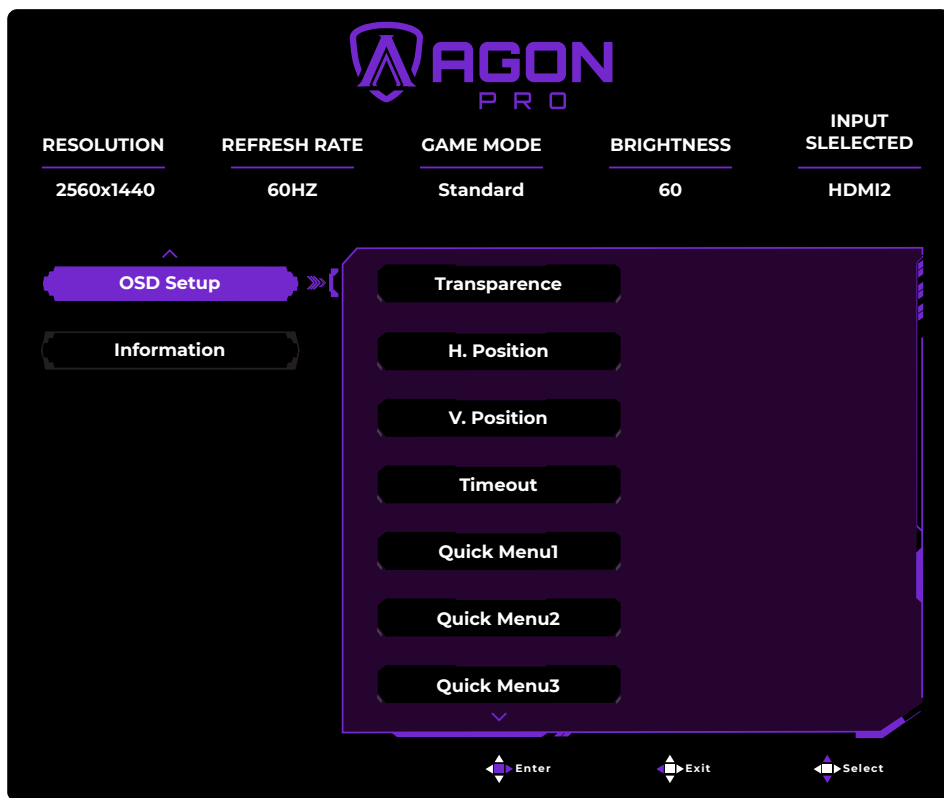 AGON
PRO
RESOLUTION
REFRESH RATE
GAME MODE
BRIGHTNESS
INPUT
SLELECTED
2560x1440
60HZ
Standard
60
HDMI2
OSD Setup
Information
Transparence
H. Position
V. Position
Timeout
Quick Menu1
Quick Menu2
Quick Menu3
Enter
Exit
Select